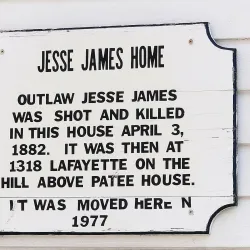 JESSE JAMES HOME
OUTLAW JESSE JAMES
WAS SHOT AND KILLED
IN THIS HOUSE APRIL 3,
1882. IT WAS THEN AT
1318 LAFAYETTE ON THE
HILL ABOVE PATEE HOUSE.
IT WAS MOVED HERE N
1977